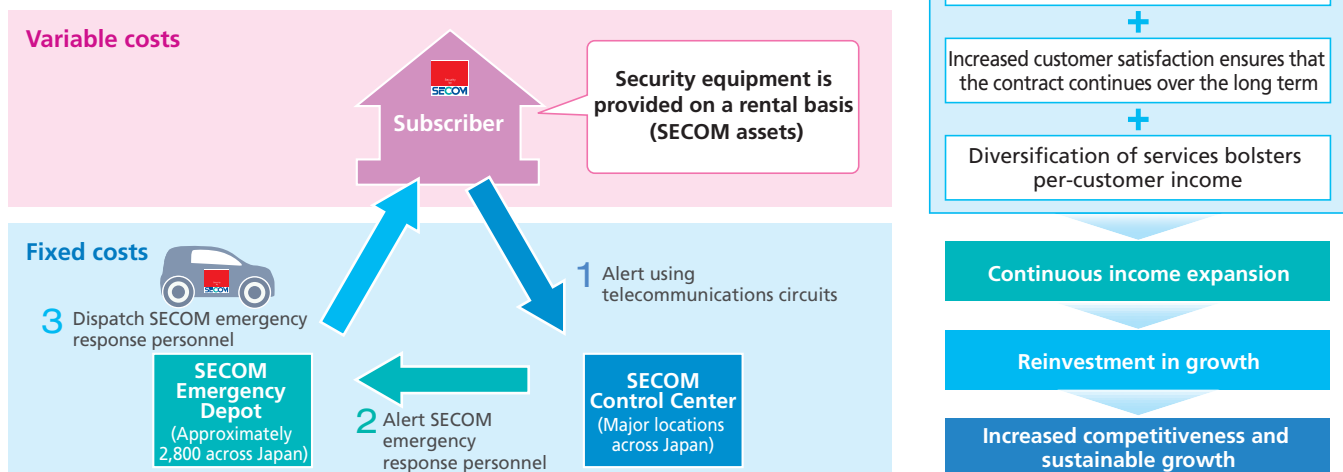 Variable costs
SECOM
Subscriber
Security equipment is
provided on a rental basis
(SECOM assets)
Fixed costs
SECOM
1 Alert using
telecommunications circuits
3 Dispatch SECOM emergency
response personnel
SECOM
Emergency
Depot
(Approximately
2,800 across Japan)
2 Alert SECOM
emergency
response personnel
SECOM
Control Center
(Major locations
across Japan)
+
Increased customer satisfaction ensures that
the contract continues over the long term
+
Diversification of services bolsters
per-customer income
Continuous income expansion
Reinvestment in growth
Increased competitiveness and
sustainable growth